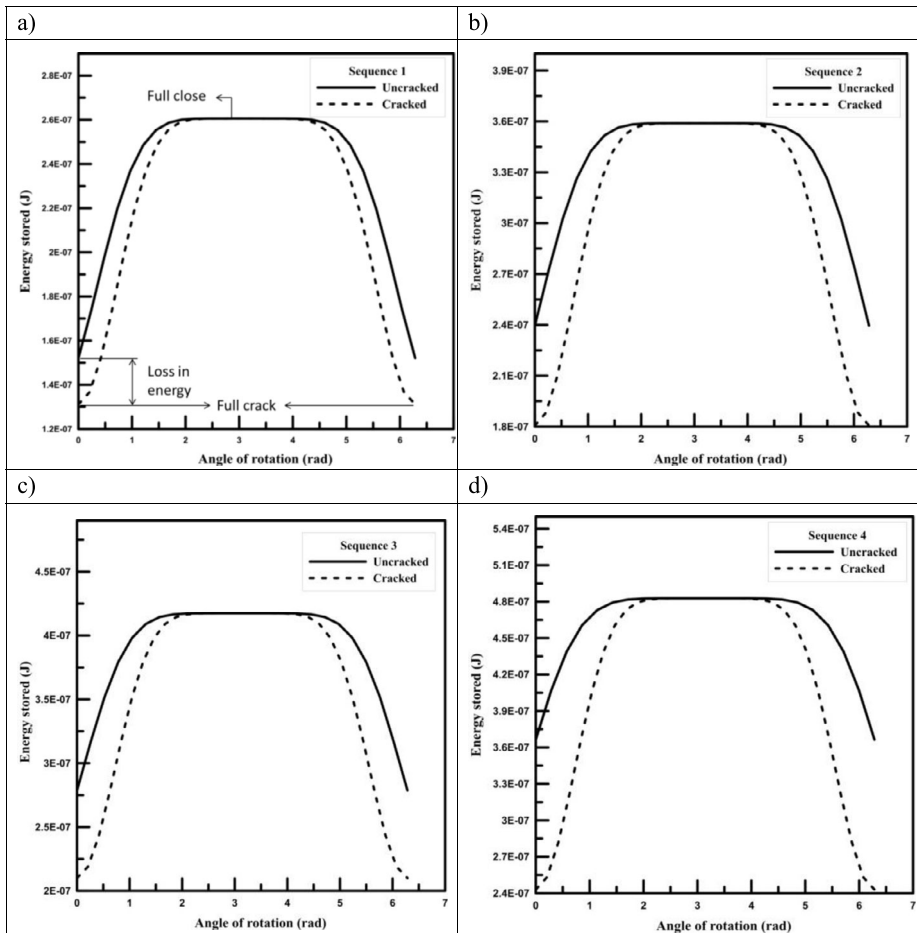 a)
2.8E-07
2.6E-07
2.4E-07
2.2E-07
2E-07
1.8E-07
1.6E-07
1.4E-07
1.2E-07
Energy stored (J)
Sequence 1
Uncracked
Cracked
Full close
Loss in
energy
Full crack
0 1 2 3 4 5 6 7
Angle of rotation (rad)
b)
3.9E-07
3.6E-07
3.3E-07
3E-07
2.7E-07
2.4E-07
2.1E-07
1.8E-07
Energy stored (J)
Sequence 2
Uncracked
Cracked
0 1 2 3 4 5 6 7
Angle of rotation (rad)
c)
4.5E-07
4E-07
3.5E-07
3E-07
2.5E-07
2E-07
Energy stored (J)
Sequence 3
Uncracked
Cracked
0 1 2 3 4 5 6 7
Angle of rotation (rad)
d)
5.4E-07
5.1E-07
4.8E-07
4.5E-07
4.2E-07
3.9E-07
3.6E-07
3.3E-07
3E-07
2.7E-07
2.4E-07
Energy stored (J)
Sequence 4
Uncracked
Cracked
0 1 2 3 4 5 6 7
Angle of rotation (rad)